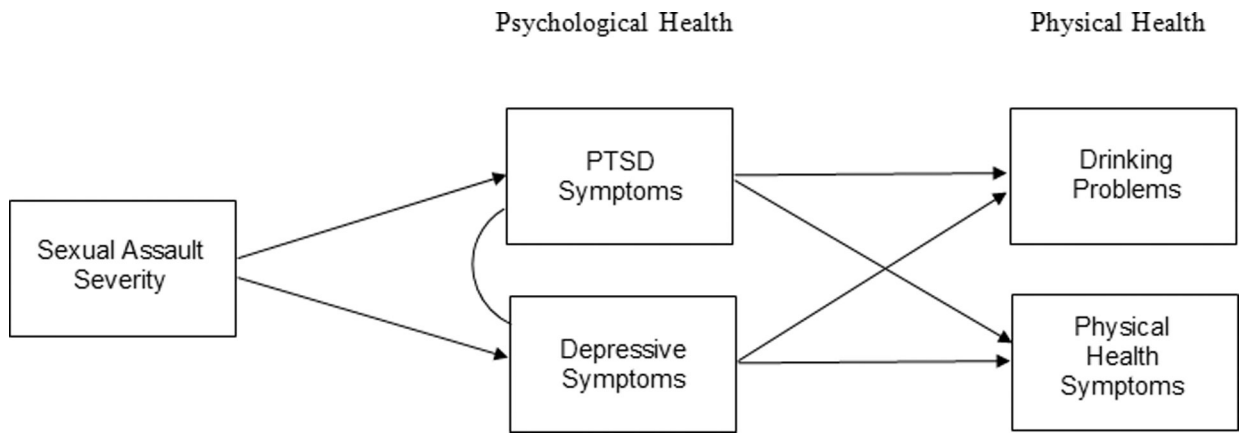 Psychological Health
Physical Health
Sexual Assault
Severity
PTSD
Symptoms
Depressive
Symptoms
Drinking
Problems
Physical
Health
Symptoms